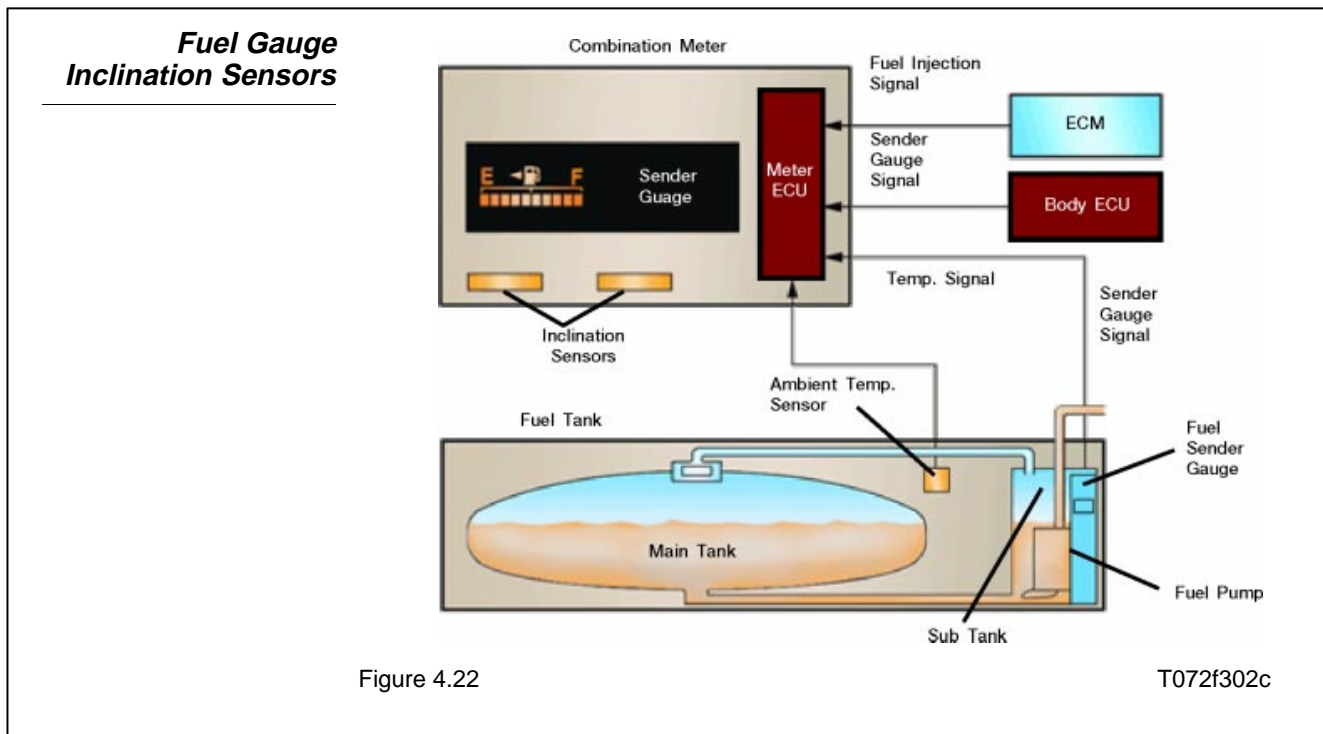 Fuel Gauge
Inclination Sensors
Combination Meter
Fuel Injection
Signal
ECM
Sender
Gauge
Signal
Meter
ECU
E
F
Sender
Guage
Body ECU
Temp. Signal
Sender
Gauge
Signal
Inclination
Sensors
Ambient Temp.
Sensor
Fuel Tank
Fuel
Sender
Gauge
Main Tank
Fuel Pump
Sub Tank
Figure 4.22
T072f302c